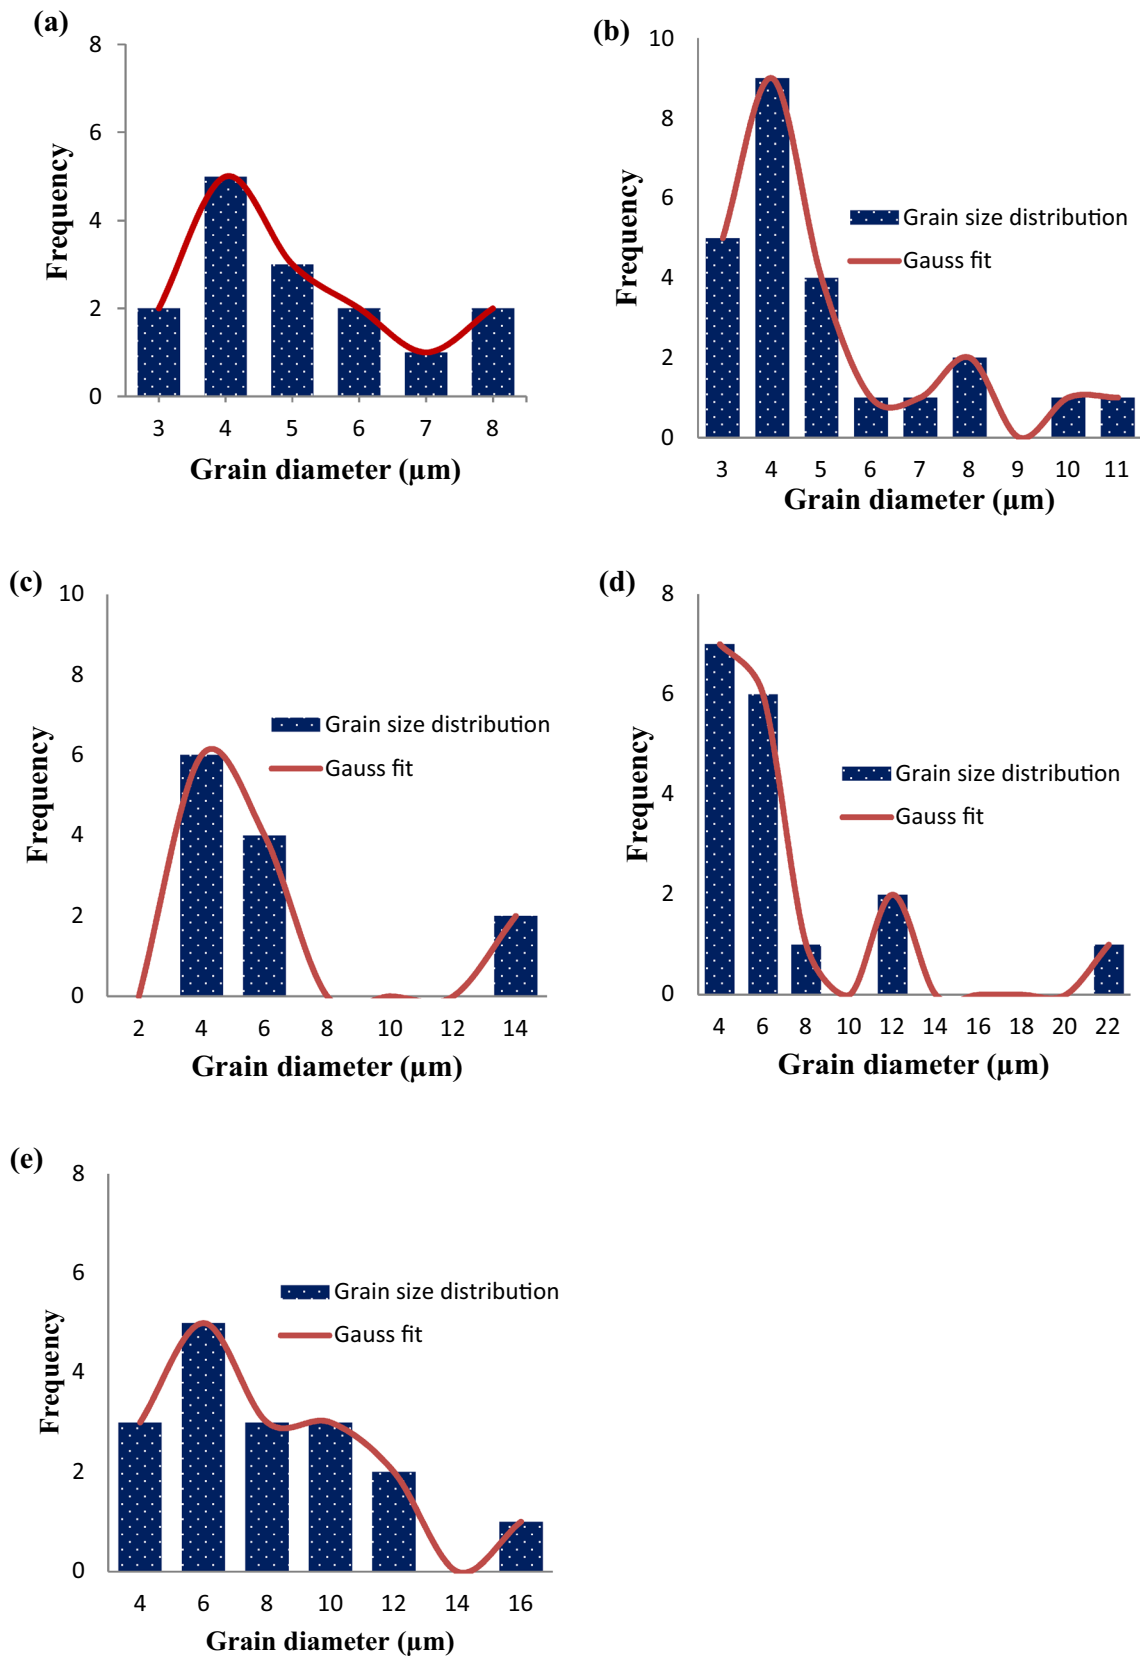 (a)
8
6
4
2
0
Frequency
3 4 5 6 7 8
Grain diameter (µm)
(b)
10
8
6
4
2
0
Frequency
Grain size distribution
Gauss fit
3 4 5 6 7 8 9 10 11
Grain diameter (µm)
(c)
10
8
6
4
2
0
Frequency
Grain size distribution
Gauss fit
2 4 6 8 10 12 14
Grain diameter (µm)
(d)
8
6
4
2
0
Frequency
Grain size distribution
Gauss fit
4 6 8 10 12 14 16 18 20 22
Grain diameter (µm)
(e)
8
6
4
2
0
Frequency
Grain size distribution
Gauss fit
4 6 8 10 12 14 16
Grain diameter (µm)